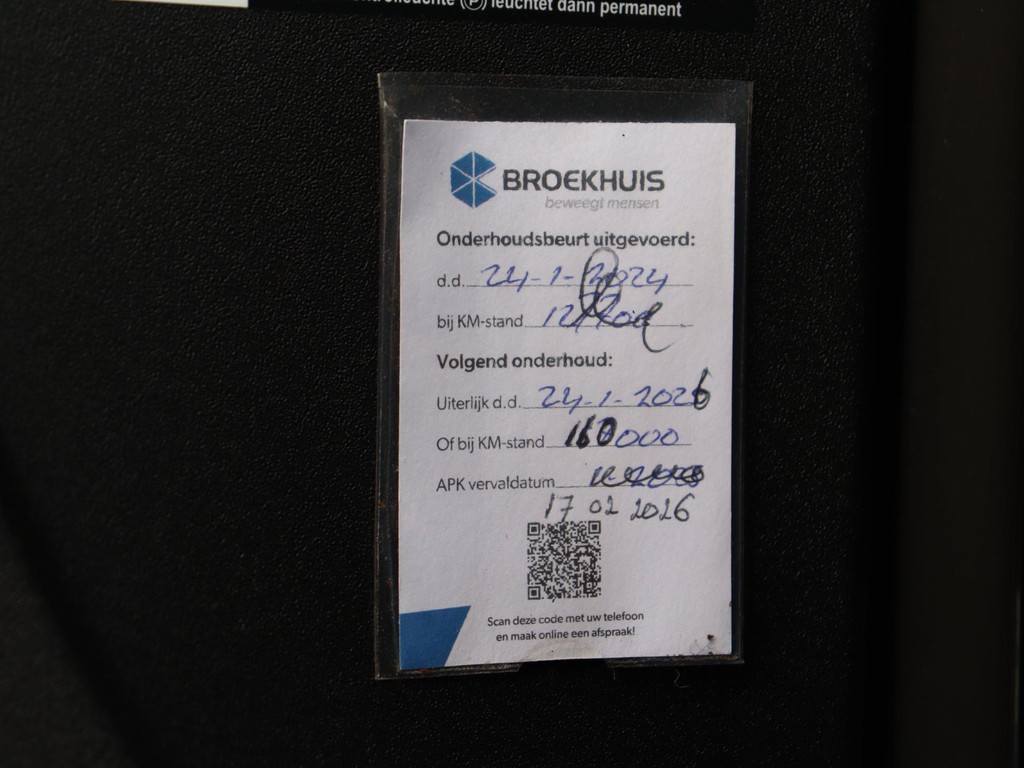 leuchtet dann permanent
BROEKHUIS
beweegt mensen
Onderhoudsbeurt uitgevoerd:
d.d. 24-1-2024
bij KM-stand
Volgend onderhoud:
Uiterlijk d.d. 24-1-2026
Of bij KM-stand 160000
APK vervaldatum
17 02 2026
Scan deze code met uw telefoon
en maak online een afspraak!